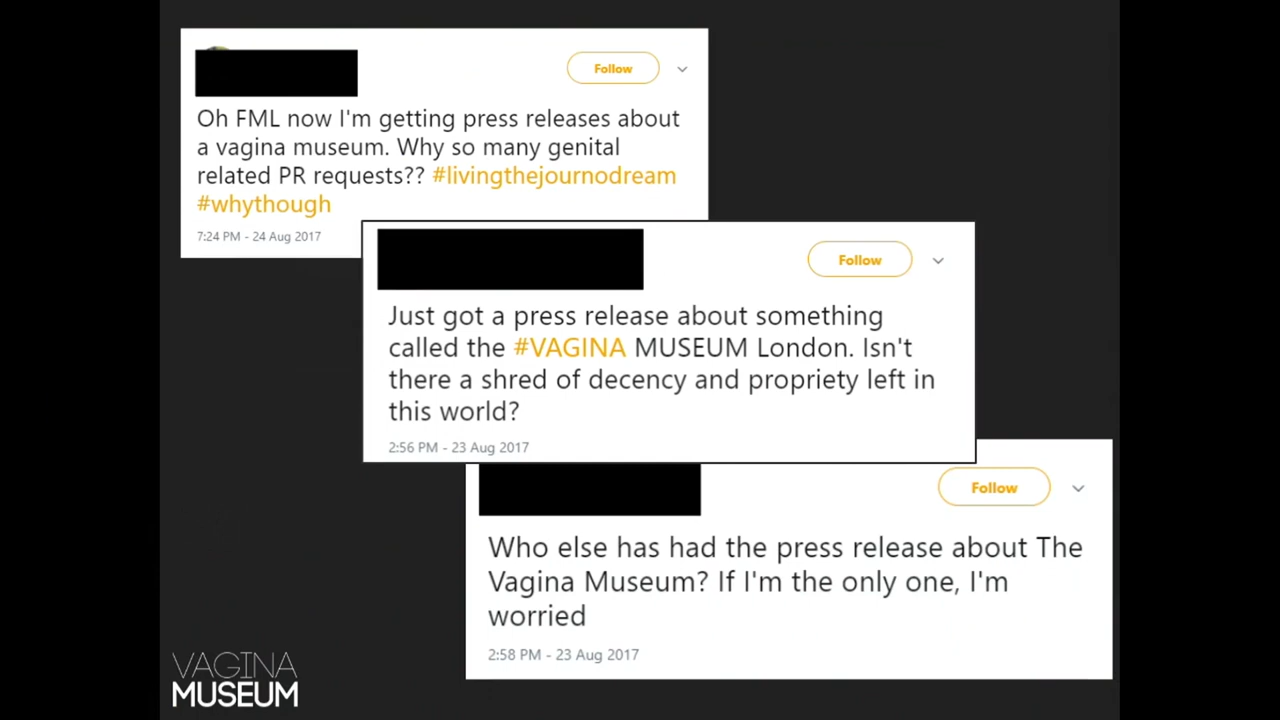 Follow
Oh FML now I'm getting press releases about
a vagina museum. Why so many genital
related PR requests?? #livingthejournodream
#whythough
7:24 PM - 24 Aug 2017
Follow
Just got a press release about something
called the #VAGINA MUSEUM London. Isn't
there a shred of decency and propriety left in
this world?
2:56 PM - 23 Aug 2017
Follow
Who else has had the press release about The
Vagina Museum? If I'm the only one, I'm
worried
2:58 PM - 23 Aug 2017
VAGINA
MUSEUM